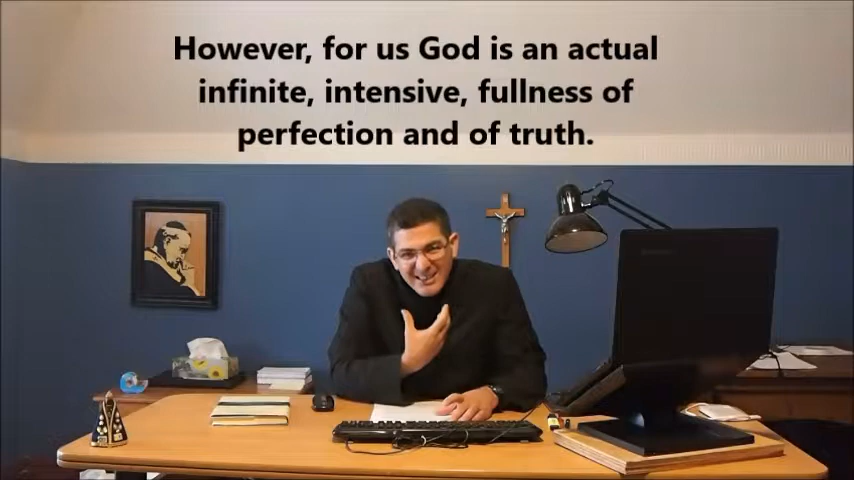 However, for us God is an actual
infinite, intensive, fullness of
perfection and of truth.